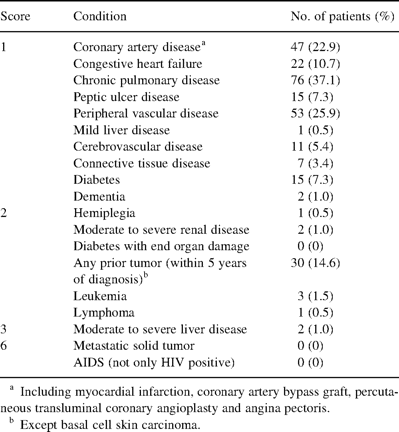 Score Condition No. of patients (%)
1 Coronary artery disease^a 47 (22.9)
Congestive heart failure 22 (10.7)
Chronic pulmonary disease 76 (37.1)
Peptic ulcer disease 15 (7.3)
Peripheral vascular disease 53 (25.9)
Mild liver disease 1 (0.5)
Cerebrovascular disease 11 (5.4)
Connective tissue disease 7 (3.4)
Diabetes 15 (7.3)
Dementia 2 (1.0)
2 Hemiplegia 1 (0.5)
Moderate to severe renal disease 2 (1.0)
Diabetes with end organ damage 0 (0)
Any prior tumor (within 5 years 30 (14.6)
of diagnosis)^b
Leukemia 3 (1.5)
Lymphoma 1 (0.5)
3 Moderate to severe liver disease 2 (1.0)
6 Metastatic solid tumor 0 (0)
AIDS (not only HIV positive) 0 (0)
^a Including myocardial infarction, coronary artery bypass graft, percuta-
neous transluminal coronary angioplasty and angina pectoris.
^b Except basal cell skin carcinoma.